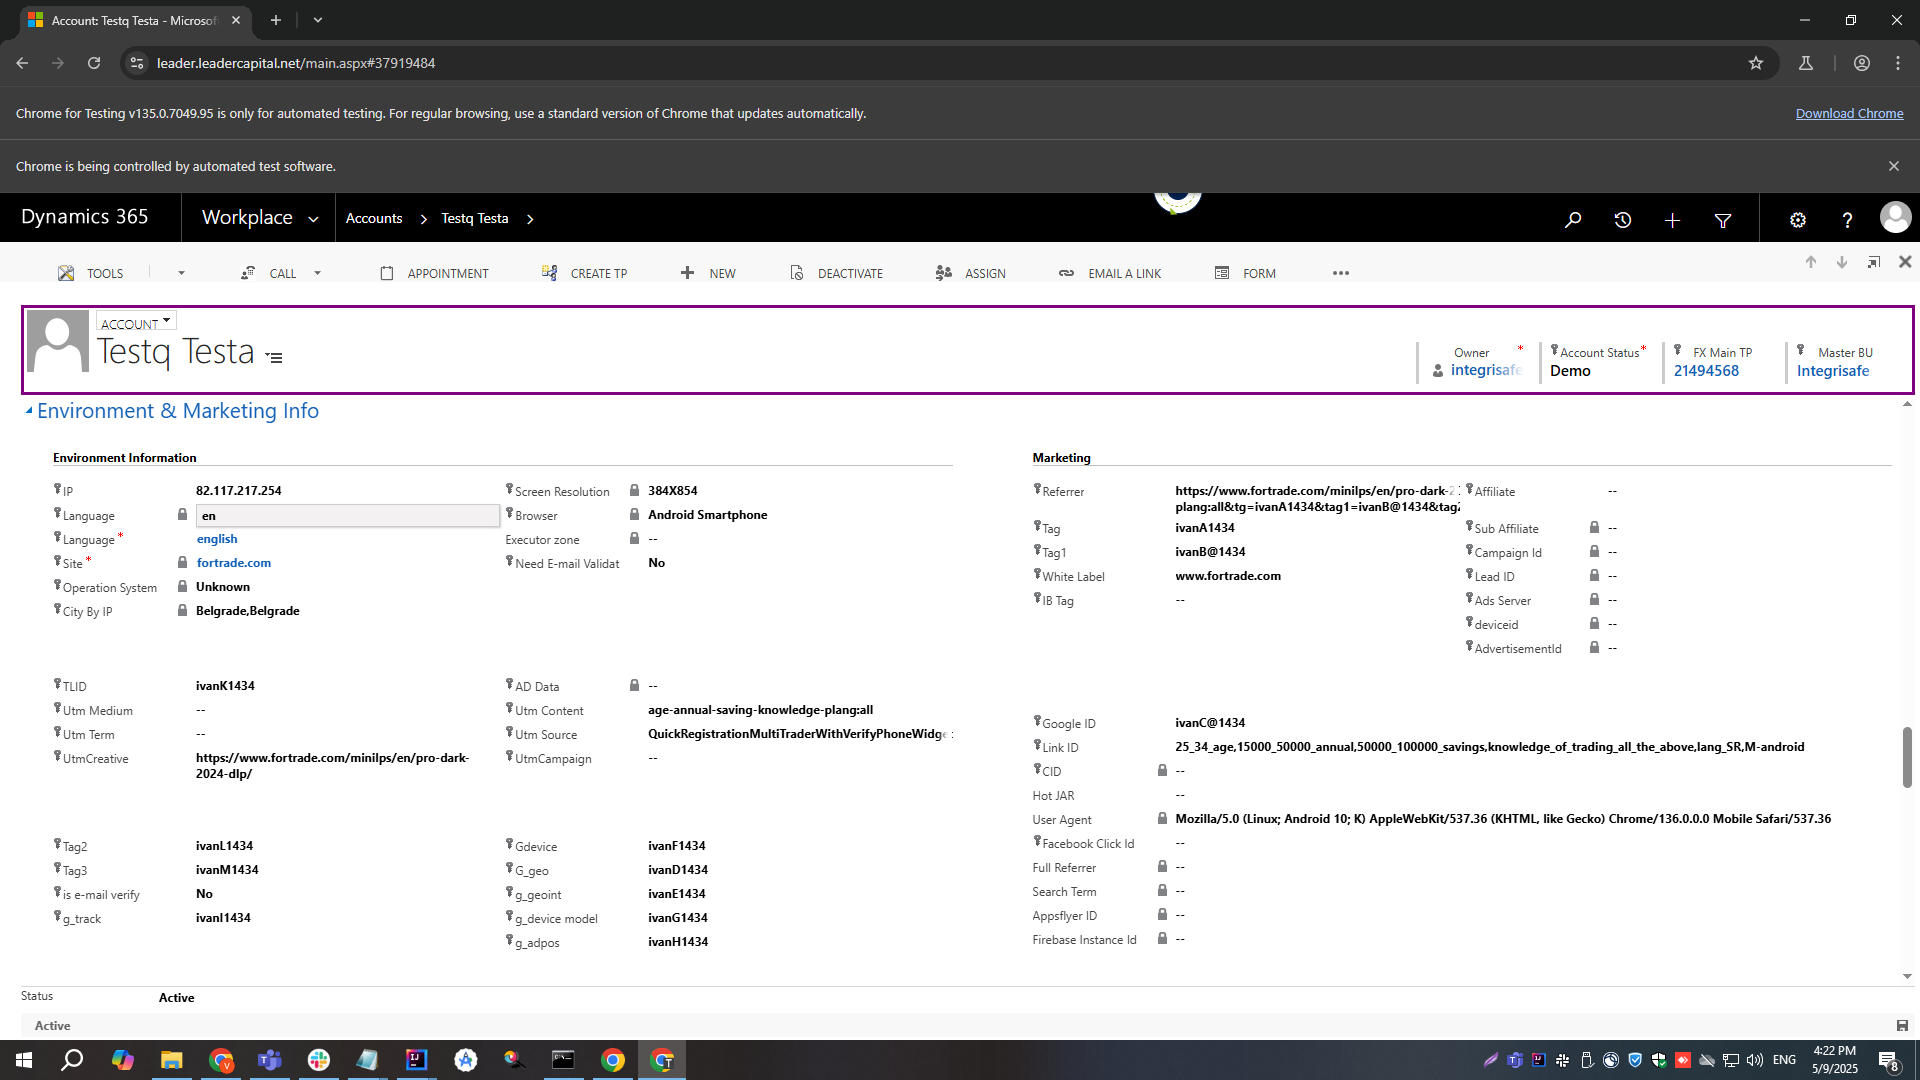 Account: Testq Testa - Microsof
leader.leadercapital.net/main.aspx#37919484
Chrome for Testing v135.0.7049.95 is only for automated testing. For regular browsing, use a standard version of Chrome that updates automatically.
Download Chrome
Chrome is being controlled by automated test software.
Dynamics 365
Workplace
Accounts
Testq Testa
TOOLS
CALL
APPOINTMENT
CREATE TP
NEW
DEACTIVATE
ASSIGN
EMAIL A LINK
FORM
ACCOUNT
Testq Testa
Owner *
integrisafe
Account Status*
Demo
FX Main TP
21494568
Master BU
Integrisafe
Environment & Marketing Info
Environment Information
IP 82.117.217.254
Language en
Language* english
Site* fortrade.com
Operation System Unknown
City By IP Belgrade,Belgrade
Screen Resolution 384X854
Browser Android Smartphone
Executor zone --
Need E-mail Validat No
TLID ivanK1434
Utm Medium --
Utm Term --
UtmCreative https://www.fortrade.com/minilps/en/pro-dark-
2024-dlp/
AD Data --
Utm Content age-annual-saving-knowledge-plang:all
Utm Source QuickRegistrationMultiTraderWithVerifyPhoneWidge
UtmCampaign --
Tag2 ivanL1434
Tag3 ivanM1434
is e-mail verify No
g_track ivanI1434
Gdevice ivanF1434
G_geo ivanD1434
g_geoint ivanE1434
g_device model ivanG1434
g_adpos ivanH1434
Marketing
Referrer https://www.fortrade.com/minilps/en/pro-dark-2
plang:all&tg=ivanA1434&tag1=ivanB@1434&tag2
Tag ivanA1434
Tag1 ivanB@1434
White Label www.fortrade.com
IB Tag --
Affiliate --
Sub Affiliate --
Campaign Id --
Lead ID --
Ads Server --
deviceid --
AdvertisementId --
Google ID ivanC@1434
Link ID 25_34_age,15000_50000_annual,50000_100000_savings,knowledge_of_trading_all_the_above,lang_SR,M-android
CID --
Hot JAR --
User Agent Mozilla/5.0 (Linux; Android 10; K) AppleWebKit/537.36 (KHTML, like Gecko) Chrome/136.0.0.0 Mobile Safari/537.36
Facebook Click Id --
Full Referrer --
Search Term --
Appsflyer ID --
Firebase Instance Id --
Status Active
Active
ENG
4:22 PM
5/9/2025
8